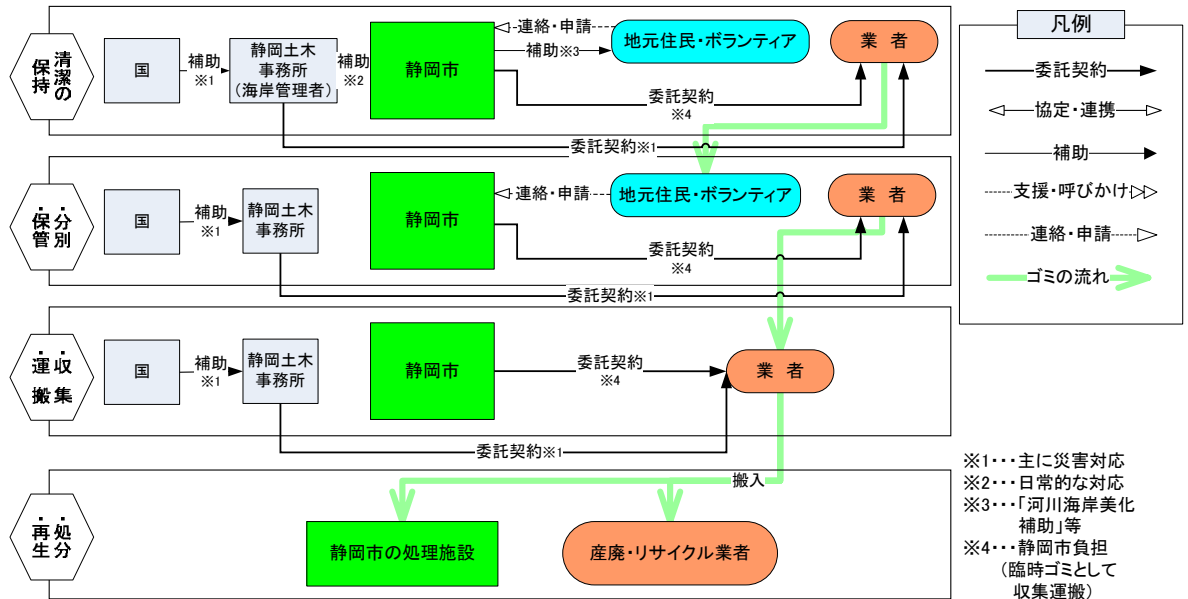 清潔の
保持
国
補助
※1
静岡土木
事務所
(海岸管理者)
補助
※2
静岡市
連絡・申請
補助※3
地元住民・ボランティア
業 者
委託契約
※4
委託契約※1
分別・
保管・
国
補助
※1
静岡土木
事務所
静岡市
連絡・申請
地元住民・ボランティア
業 者
委託契約
※4
委託契約※1
収集・
運搬・
国
補助
※1
静岡土木
事務所
静岡市
委託契約
※4
業 者
委託契約※1
処分・
再生・
搬入
静岡市の処理施設
産廃・リサイクル業者
凡例
委託契約
協定・連携
補助
支援・呼びかけ
連絡・申請
ゴミの流れ
※1・・・主に災害対応
※2・・・日常的な対応
※3・・・「河川海岸美化
補助」等
※4・・・静岡市負担
(臨時ゴミとして
収集運搬)